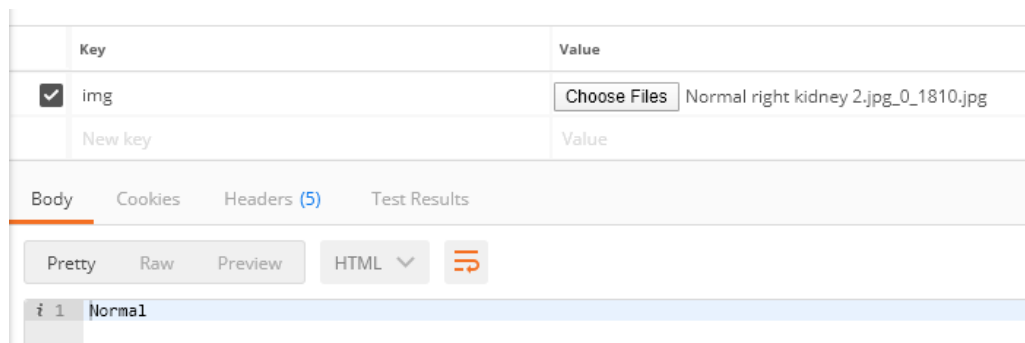 Key Value
img Choose Files Normal right kidney 2.jpg_0_1810.jpg
New key Value
Body Cookies Headers (5) Test Results
Pretty Raw Preview HTML
i 1 Normal